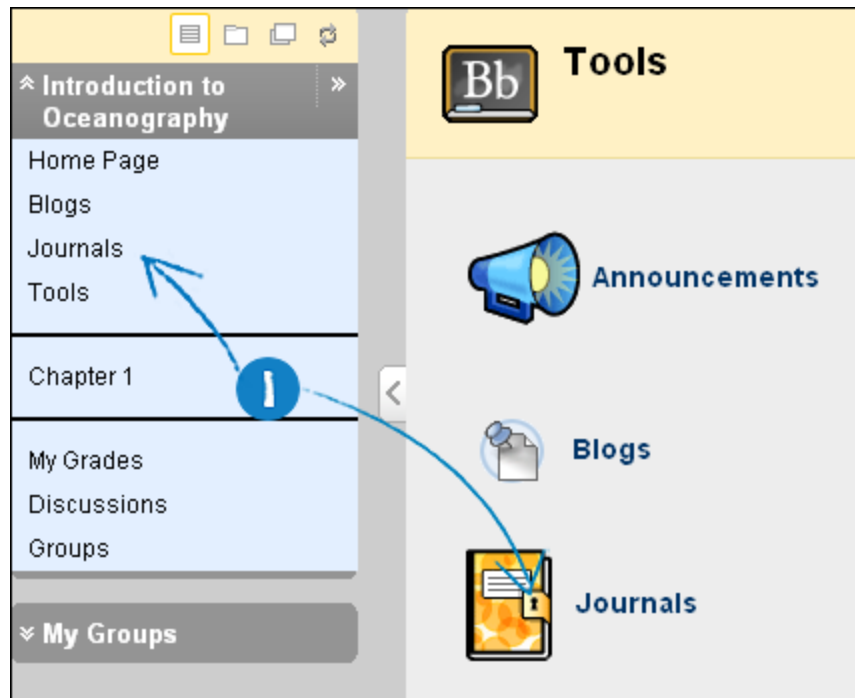 Introduction to
Oceanography
Home Page
Blogs
Journals
Tools
Chapter 1
1
My Grades
Discussions
Groups
My Groups
Bb
Tools
Announcements
Blogs
Journals